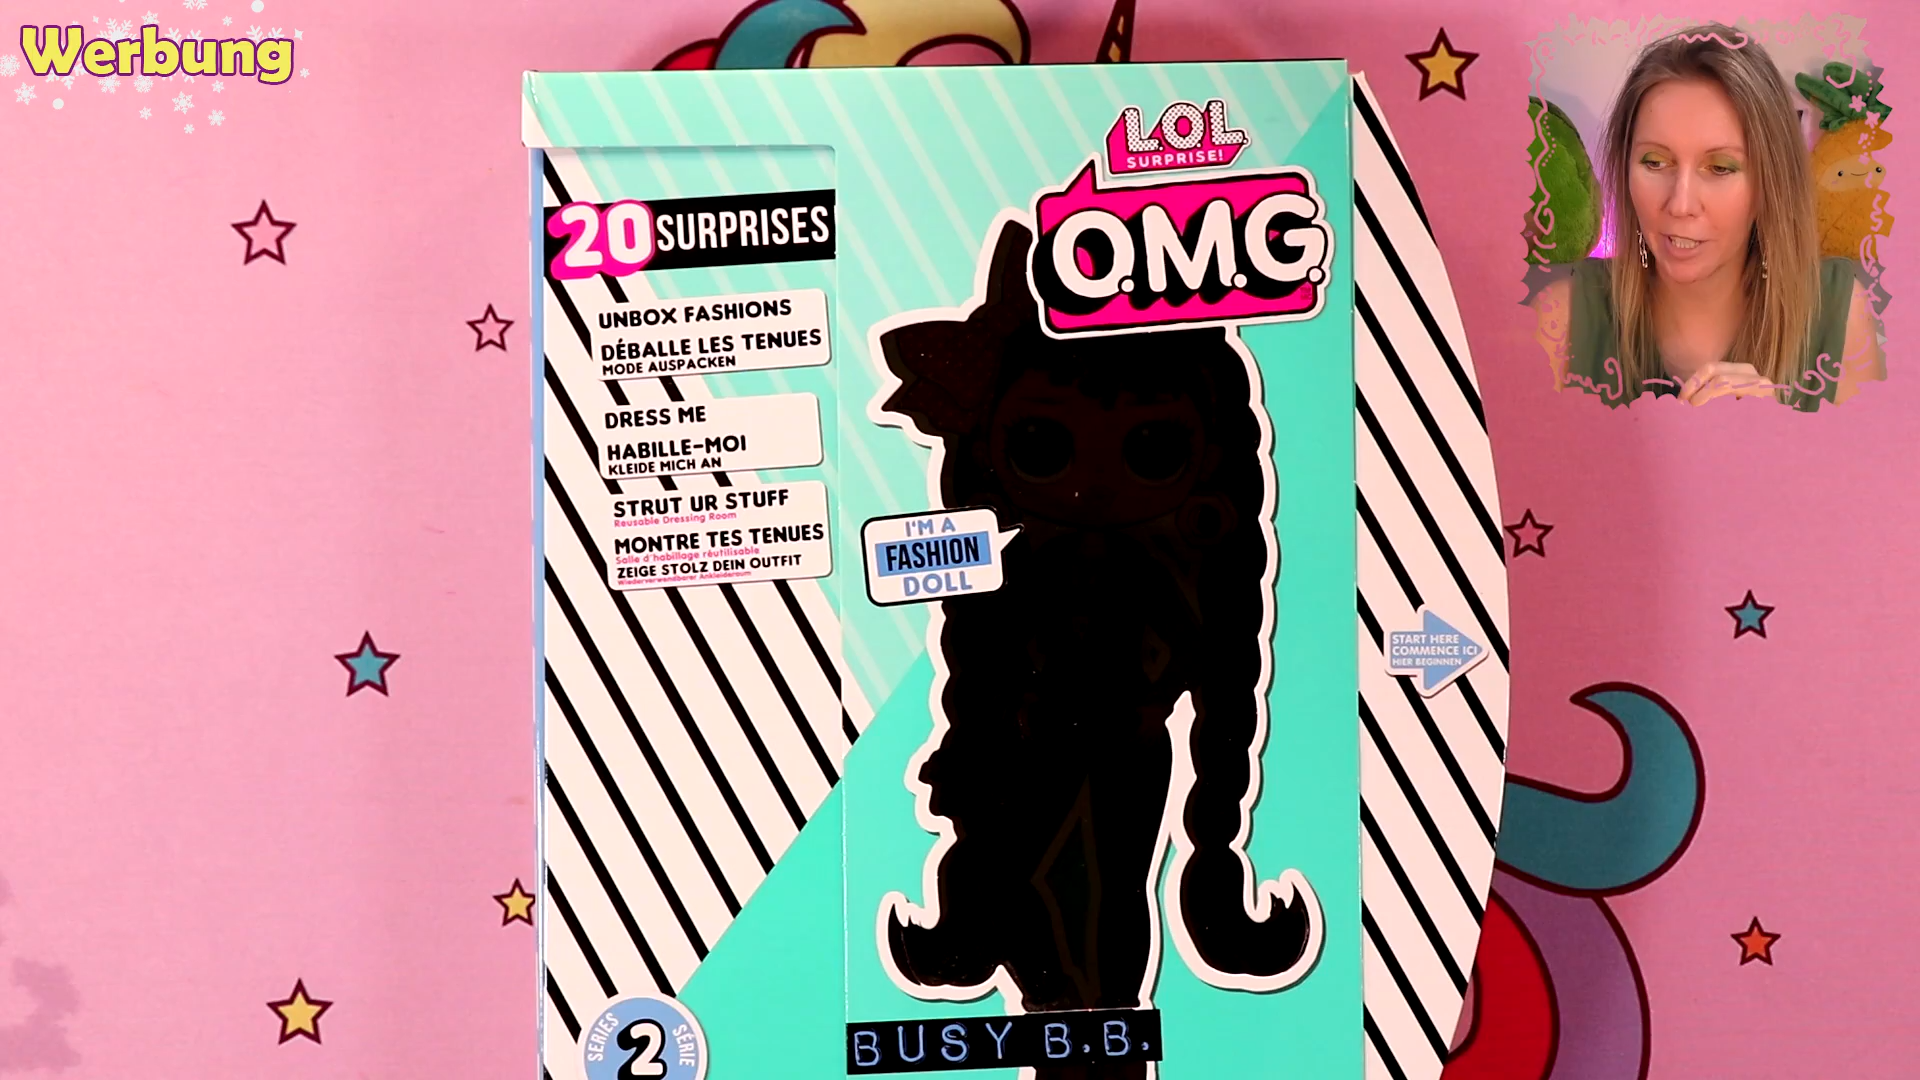 Werbung
L.O.L.
SURPRISE!
O.M.G.
20 SURPRISES
UNBOX FASHIONS
DÉBALLE LES TENUES
MODE AUSPACKEN
DRESS ME
HABILLE-MOI
KLEIDE MICH AN
STRUT UR STUFF
Reusable Dressing Room
MONTRE TES TENUES
Salle d'habillage réutilisable
ZEIGE STOLZ DEIN OUTFIT
Wiederverwendbarer Ankleideraum
I'M A
FASHION
DOLL
START HERE
COMMENCE ICI
HIER BEGINNEN
SERIES 2 SÉRIE
BUSY B.B.